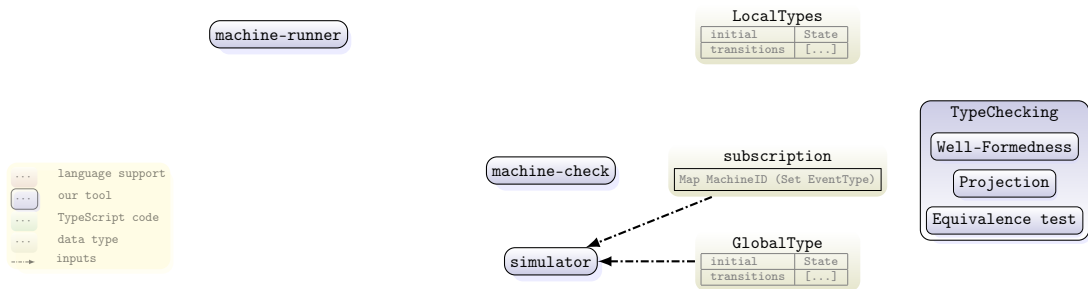 LocalTypes
initial State
transitions [...]
machine-runner
TypeChecking
Well-Formedness
Projection
Equivalence test
subscription
Map MachineID (Set EventType)
machine-check
... language support
... our tool
... TypeScript code
... data type
inputs
GlobalType
initial State
transitions [...]
simulator